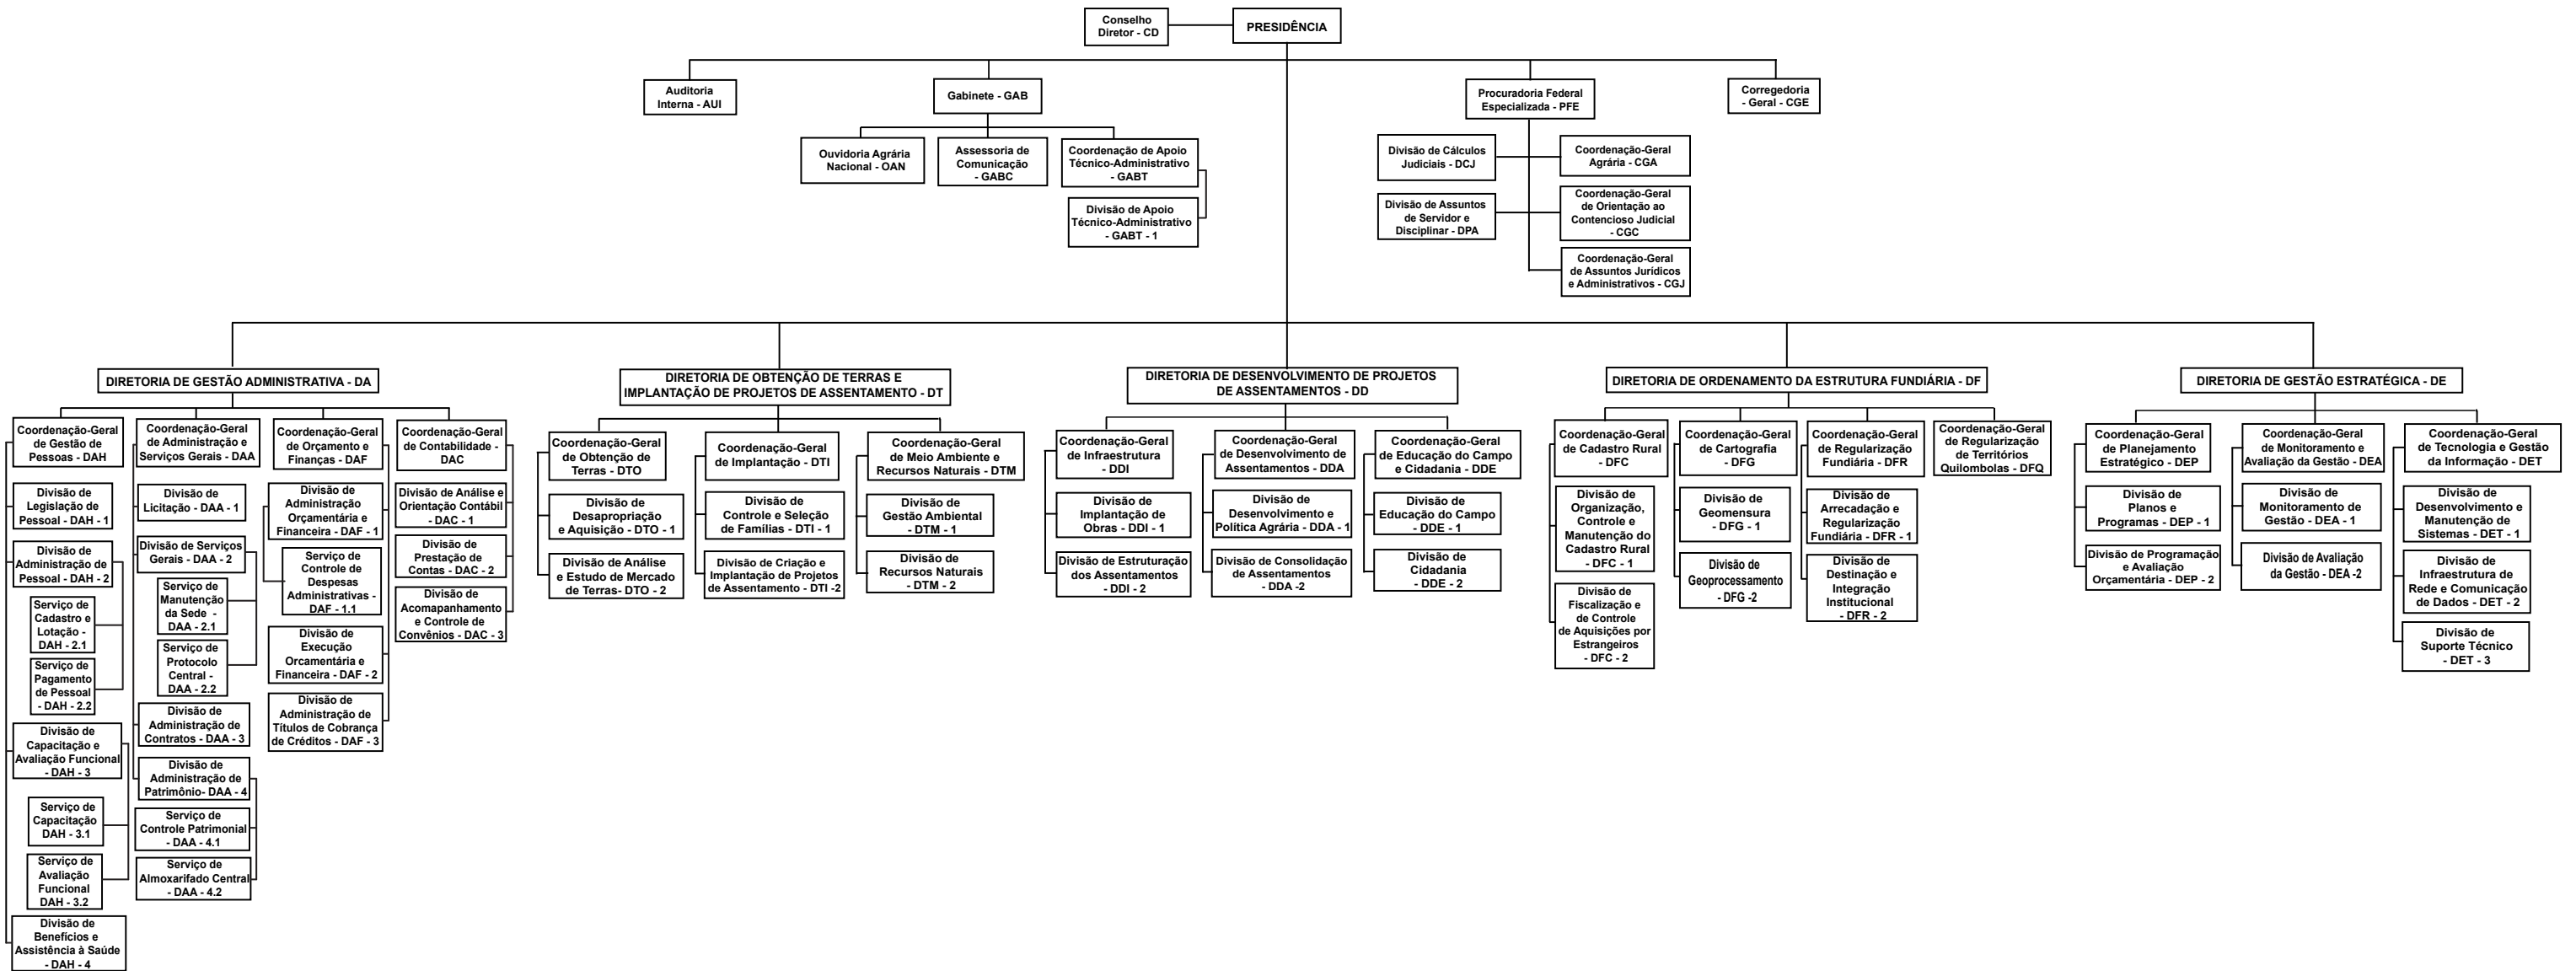 Conselho
Diretor - CD
PRESIDÊNCIA
Auditoria
Interna - AUI
Gabinete - GAB
Procuradoria Federal
Especializada - PFE
Corregedoria
- Geral - CGE
Ouvidoria Agrária
Nacional - OAN
Assessoria de
Comunicação
- GABC
Coordenação de Apoio
Técnico-Administrativo
- GABT
Divisão de Apoio
Técnico-Administrativo
- GABT - 1
Divisão de Cálculos
Judiciais - DCJ
Coordenação-Geral
Agrária - CGA
Divisão de Assuntos
de Servidor e
Disciplinar - DPA
Coordenação-Geral
de Orientação ao
Contencioso Judicial
- CGC
Coordenação-Geral
de Assuntos Jurídicos
e Administrativos - CGJ
DIRETORIA DE GESTÃO ADMINISTRATIVA - DA
Coordenação-Geral
de Gestão de
Pessoas - DAH
Divisão de
Legislação de
Pessoal - DAH - 1
Divisão de
Administração de
Pessoal - DAH - 2
Serviço de
Cadastro e
Lotação -
DAH - 2.1
Serviço de
Pagamento
de Pessoal
- DAH - 2.2
Divisão de
Capacitação e
Avaliação Funcional
- DAH - 3
Serviço de
Capacitação
DAH - 3.1
Serviço de
Avaliação
Funcional
DAH - 3.2
Divisão de
Benefícios e
Assistência à Saúde
- DAH - 4
Coordenação-Geral
de Administração e
Serviços Gerais - DAA
Divisão de
Licitação - DAA - 1
Divisão de Serviços
Gerais - DAA - 2
Serviço de
Manutenção
da Sede -
DAA - 2.1
Serviço de
Protocolo
Central -
DAA - 2.2
Divisão de
Administração de
Contratos - DAA - 3
Divisão de
Administração de
Patrimônio- DAA - 4
Serviço de
Controle Patrimonial
- DAA - 4.1
Serviço de
Almoxarifado Central
- DAA - 4.2
Coordenação-Geral
de Orçamento e
Finanças - DAF
Divisão de
Administração
Orçamentária e
Financeira - DAF - 1
Serviço de
Controle de
Despesas
Administrativas -
DAF - 1.1
Divisão de
Execução
Orcamentária e
Financeira - DAF - 2
Divisão de
Administração de
Títulos de Cobrança
de Créditos - DAF - 3
Coordenação-Geral
de Contabilidade -
DAC
Divisão de Análise e
Orientação Contábil
- DAC - 1
Divisão de
Prestação de
Contas - DAC - 2
Divisão de
Acomapanhamento
e Controle de
Convênios - DAC - 3
DIRETORIA DE OBTENÇÃO DE TERRAS E
IMPLANTAÇÃO DE PROJETOS DE ASSENTAMENTO - DT
Coordenação-Geral
de Obtenção de
Terras - DTO
Divisão de
Desapropriação
e Aquisição - DTO - 1
Divisão de Análise
e Estudo de Mercado
de Terras- DTO - 2
Coordenação-Geral
de Implantação - DTI
Divisão de
Controle e Seleção
de Famílias - DTI - 1
Divisão de Criação e
Implantação de Projetos
de Assentamento - DTI -2
Coordenação-Geral
de Meio Ambiente e
Recursos Naturais - DTM
Divisão de
Gestão Ambiental
- DTM - 1
Divisão de
Recursos Naturais
- DTM - 2
DIRETORIA DE DESENVOLVIMENTO DE PROJETOS
DE ASSENTAMENTOS - DD
Coordenação-Geral
de Infraestrutura
- DDI
Divisão de
Implantação de
Obras - DDI - 1
Divisão de Estruturação
dos Assentamentos
- DDI - 2
Coordenação-Geral
de Desenvolvimento de
Assentamentos - DDA
Divisão de
Desenvolvimento e
Política Agrária - DDA - 1
Divisão de Consolidação
de Assentamentos
- DDA -2
Coordenação-Geral
de Educação do Campo
e Cidadania - DDE
Divisão de
Educação do Campo
- DDE - 1
Divisão de
Cidadania
- DDE - 2
DIRETORIA DE ORDENAMENTO DA ESTRUTURA FUNDIÁRIA - DF
Coordenação-Geral
de Cadastro Rural
- DFC
Divisão de
Organização,
Controle e
Manutenção do
Cadastro Rural
- DFC - 1
Divisão de
Fiscalização e
de Controle
de Aquisições por
Estrangeiros
- DFC - 2
Coordenação-Geral
de Cartografia
- DFG
Divisão de
Geomensura
- DFG - 1
Divisão de
Geoprocessamento
- DFG -2
Coordenação-Geral
de Regularização
Fundiária - DFR
Divisão de
Arrecadação e
Regularização
Fundiária - DFR - 1
Divisão de
Destinação e
Integração
Institucional
- DFR - 2
Coordenação-Geral
de Regularização
de Territórios
Quilombolas - DFQ
DIRETORIA DE GESTÃO ESTRATÉGICA - DE
Coordenação-Geral
de Planejamento
Estratégico - DEP
Divisão de
Planos e
Programas - DEP - 1
Divisão de Programação
e Avaliação
Orçamentária - DEP - 2
Coordenação-Geral
de Monitoramento e
Avaliação da Gestão - DEA
Divisão de
Monitoramento de
Gestão - DEA - 1
Divisão de Avaliação
da Gestão - DEA -2
Coordenação-Geral
de Tecnologia e Gestão
da Informação - DET
Divisão de
Desenvolvimento e
Manutenção de
Sistemas - DET - 1
Divisão de
Infraestrutura de
Rede e Comunicação
de Dados - DET - 2
Divisão de
Suporte Técnico
- DET - 3